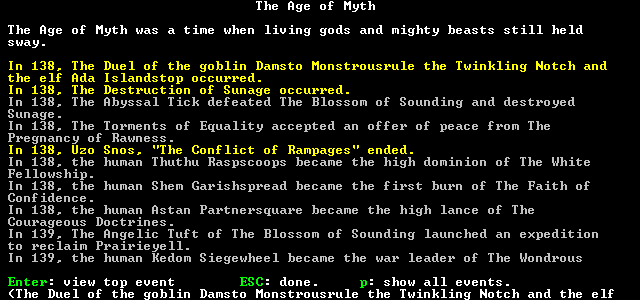 The Age of Myth
The Age of Myth was a time when living gods and mighty beasts still held
sway.
In 138, The Duel of the goblin Damsto Monstrousrule the Twinkling Notch and
the elf Ada Islandstop occurred.
In 138, The Destruction of Sunage occurred.
In 138, The Abyssal Tick defeated The Blossom of Sounding and destroyed
Sunage.
In 138, The Torments of Equality accepted an offer of peace from The
Pregnancy of Rawness.
In 138, Uzo Snos, "The Conflict of Rampages" ended.
In 138, the human Thuthu Raspscoops became the high dominion of The White
Fellowship.
In 138, the human Shem Garishspread became the first burn of The Faith of
Confidence.
In 138, the human Astan Partnersquare became the high lance of The
Courageous Doctrines.
In 139, The Angelic Tuft of The Blossom of Sounding launched an expedition
to reclaim Prairieyell.
In 139, the human Kedom Siegewheel became the war leader of The Wondrous
Enter: view top event ESC: done. p: show all events.
<The Duel of the goblin Damsto Monstrousrule the Twinkling Notch and the elf